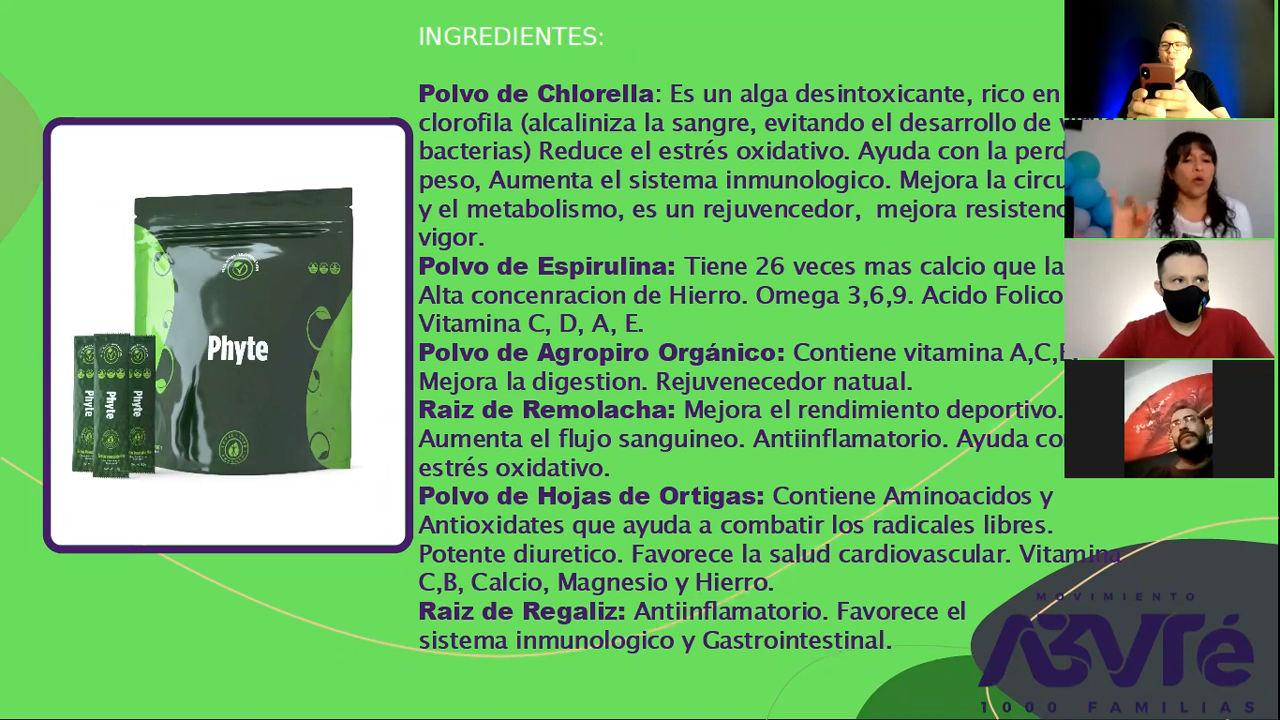 INGREDIENTES:
Polvo de Chlorella: Es un alga desintoxicante, rico en
clorofila (alcaliniza la sangre, evitando el desarrollo de
bacterias) Reduce el estrés oxidativo. Ayuda con la
peso, Aumenta el sistema inmunologico. Mejora la
y el metabolismo, es un rejuvencedor, mejora
vigor.
Polvo de Espirulina: Tiene 26 veces mas calcio que la
Alta concenracion de Hierro. Omega 3,6,9. Acido Folico
Vitamina C, D, A, E.
Polvo de Agropiro Orgánico: Contiene vitamina A,C,E.
Mejora la digestion. Rejuvenecedor natual.
Raiz de Remolacha: Mejora el rendimiento deportivo.
Aumenta el flujo sanguineo. Antiinflamatorio. Ayuda
estrés oxidativo.
Polvo de Hojas de Ortigas: Contiene Aminoacidos y
Antioxidates que ayuda a combatir los radicales libres.
Potente diuretico. Favorece la salud cardiovascular. Vitamina
C,B, Calcio, Magnesio y Hierro.
Raiz de Regaliz: Antiinflamatorio. Favorece el
sistema inmunologico y Gastrointestinal.
Phyte
Phyte
Phyte
Phyte
MOVIMIENTO
1000 FAMILIAS